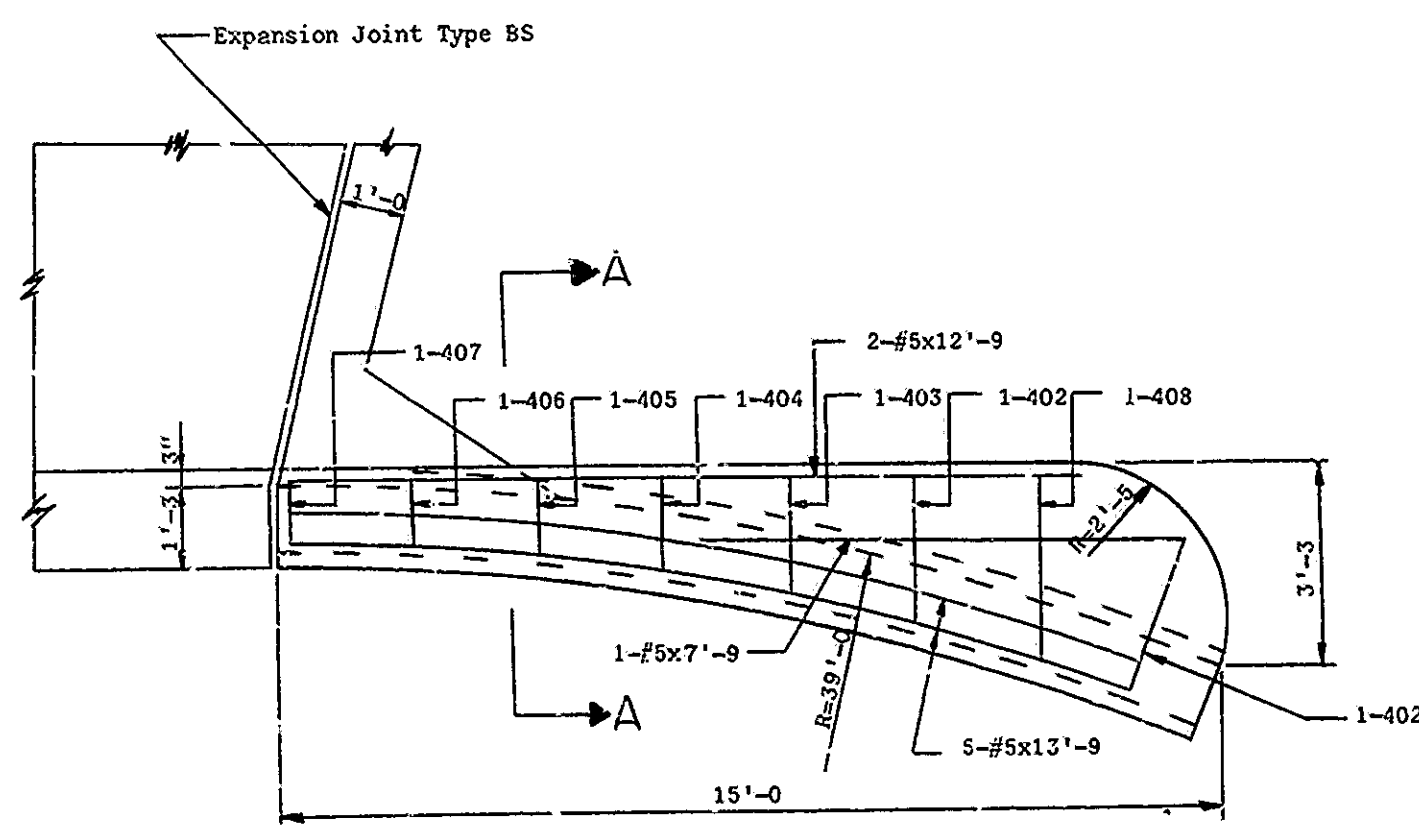 Expansion Joint Type BS
1'-0
A
2-#5x12'-9
1-407
1-406
1-405
1-404
1-403
1-402
1-408
3"
1'-3
R=2'-5
3'-3
1-#5x7'-9
R=39'-0
A
5-#5x13'-9
1-402
15'-0